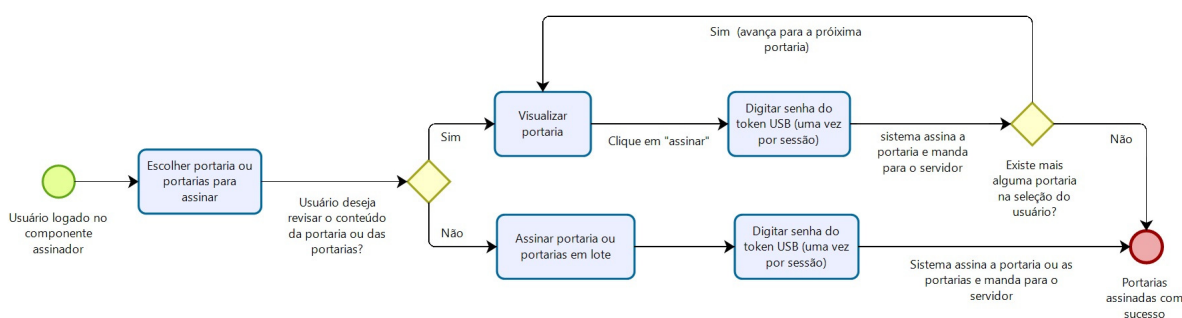 Usuário logado no
componente
assinador
Escolher portaria ou
portarias para
assinar
Usuário deseja
revisar o conteúdo
da portaria ou das
portarias?
Sim
Visualizar
portaria
Clique em "assinar"
Digitar senha do
token USB (uma vez
por sessão)
sistema assina a
portaria e manda
para o servidor
Existe mais
alguma portaria
na seleção do
usuário?
Sim (avança para a próixima
portaria)
Não
Não
Assinar portaria ou
portarias em lote
Digitar senha do
token USB (uma vez
por sessão)
Sistema assina a portaria ou as
portarias e manda para o
servidor
Portarias
assinadas com
sucesso